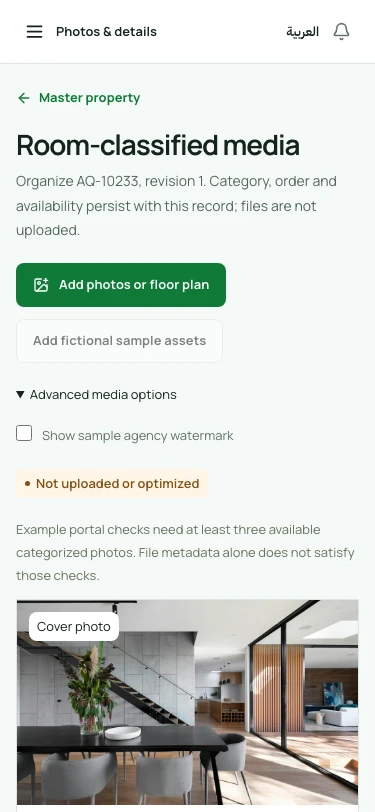 Photos & details
العربية
Master property
Room-classified media
Organize AQ-10233, revision 1. Category, order and
availability persist with this record; files are not
uploaded.
Add photos or floor plan
Add fictional sample assets
Advanced media options
Show sample agency watermark
Not uploaded or optimized
Example portal checks need at least three available
categorized photos. File metadata alone does not satisfy
those checks.
Cover photo